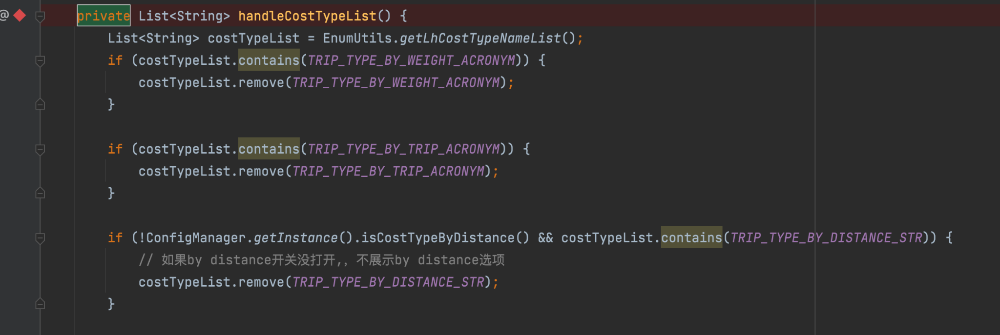 @ private List<String> handleCostTypeList() {
List<String> costTypeList = EnumUtils.getLhCostTypeNameList();
if (costTypeList.contains(TRIP_TYPE_BY_WEIGHT_ACRONYM)) {
costTypeList.remove(TRIP_TYPE_BY_WEIGHT_ACRONYM);
}
if (costTypeList.contains(TRIP_TYPE_BY_TRIP_ACRONYM)) {
costTypeList.remove(TRIP_TYPE_BY_TRIP_ACRONYM);
}
if (!ConfigManager.getInstance().isCostTypeByDistance() && costTypeList.contains(TRIP_TYPE_BY_DISTANCE_STR)) {
// 如果by distance开关没打开,，不展示by distance选项
costTypeList.remove(TRIP_TYPE_BY_DISTANCE_STR);
}